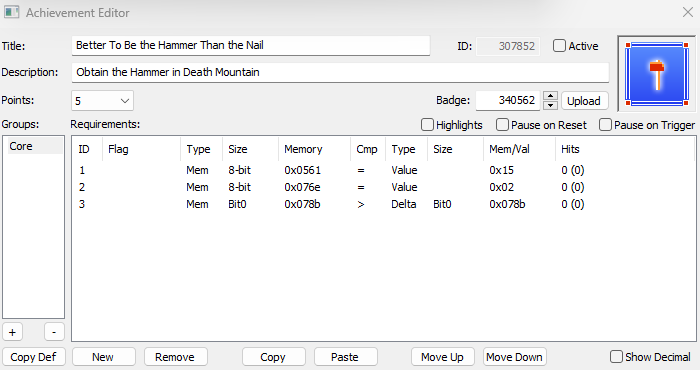 Achievement Editor
Title: Better To Be the Hammer Than the Nail ID: 307852 Active
Description: Obtain the Hammer in Death Mountain
Points: 5 Badge: 340562 Upload
Groups: Requirements: Highlights Pause on Reset Pause on Trigger
Core
ID Flag Type Size Memory Cmp Type Size Mem/Val Hits
1 Mem 8-bit 0x0561 = Value 0x15 0 (0)
2 Mem 8-bit 0x076e = Value 0x02 0 (0)
3 Mem Bit0 0x078b > Delta Bit0 0x078b 0 (0)
+ -
Copy Def New Remove Copy Paste Move Up Move Down Show Decimal